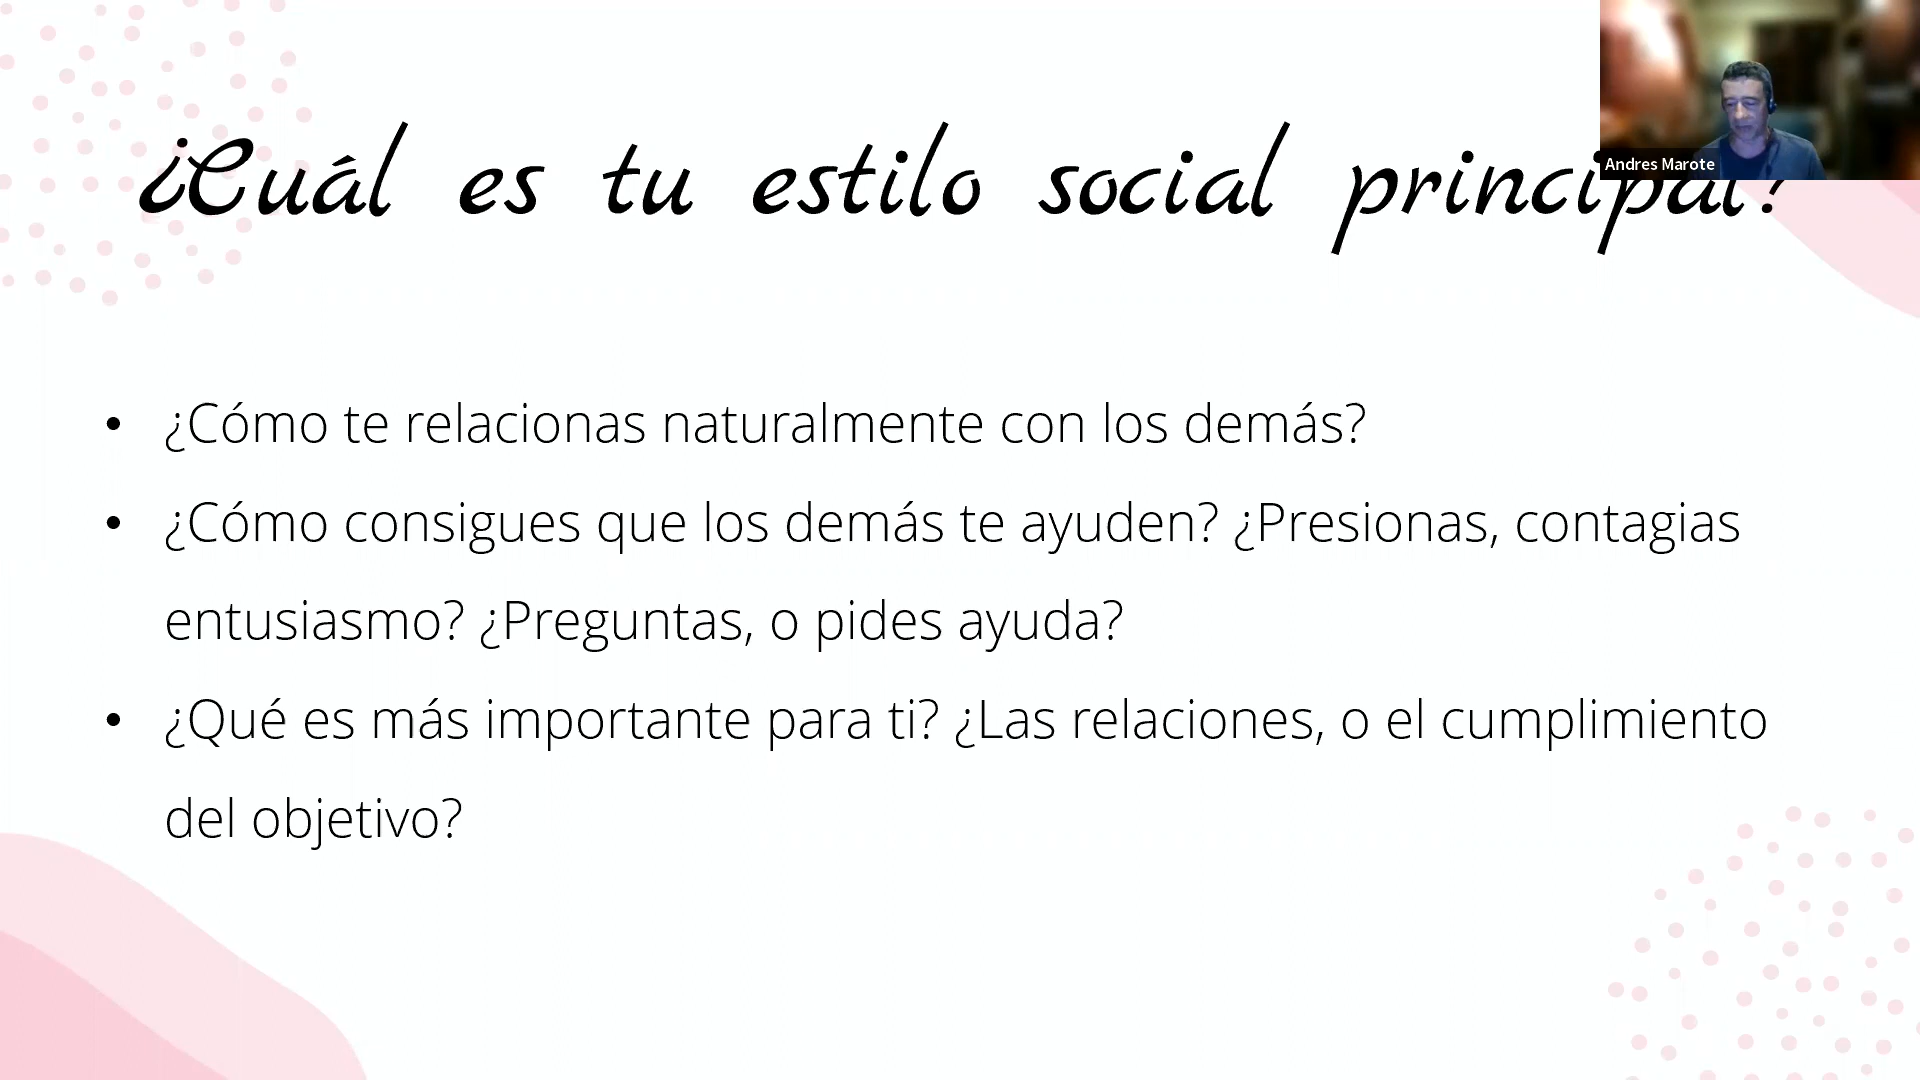 ¿Cuál es tu estilo social principal?
Andres Marote
• ¿Cómo te relacionas naturalmente con los demás?
• ¿Cómo consigues que los demás te ayuden? ¿Presionas, contagias
entusiasmo? ¿Preguntas, o pides ayuda?
• ¿Qué es más importante para ti? ¿Las relaciones, o el cumplimiento
del objetivo?